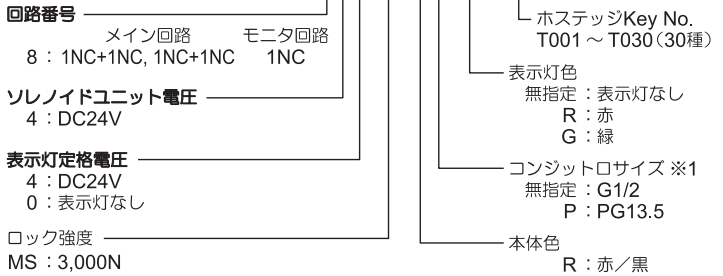 回路番号
メイン回路 モニタ回路
8：1NC+1NC, 1NC+1NC 1NC
ソレノイドユニット電圧
4：DC24V
表示灯定格電圧
4：DC24V
0：表示灯なし
ロック強度
MS：3,000N
ホステッジKey No.
T001～T030（30種）
表示灯色
無指定：表示灯なし
R：赤
G：緑
コンジット口サイズ ※1
無指定：G1/2
P：PG13.5
本体色
R：赤／黒